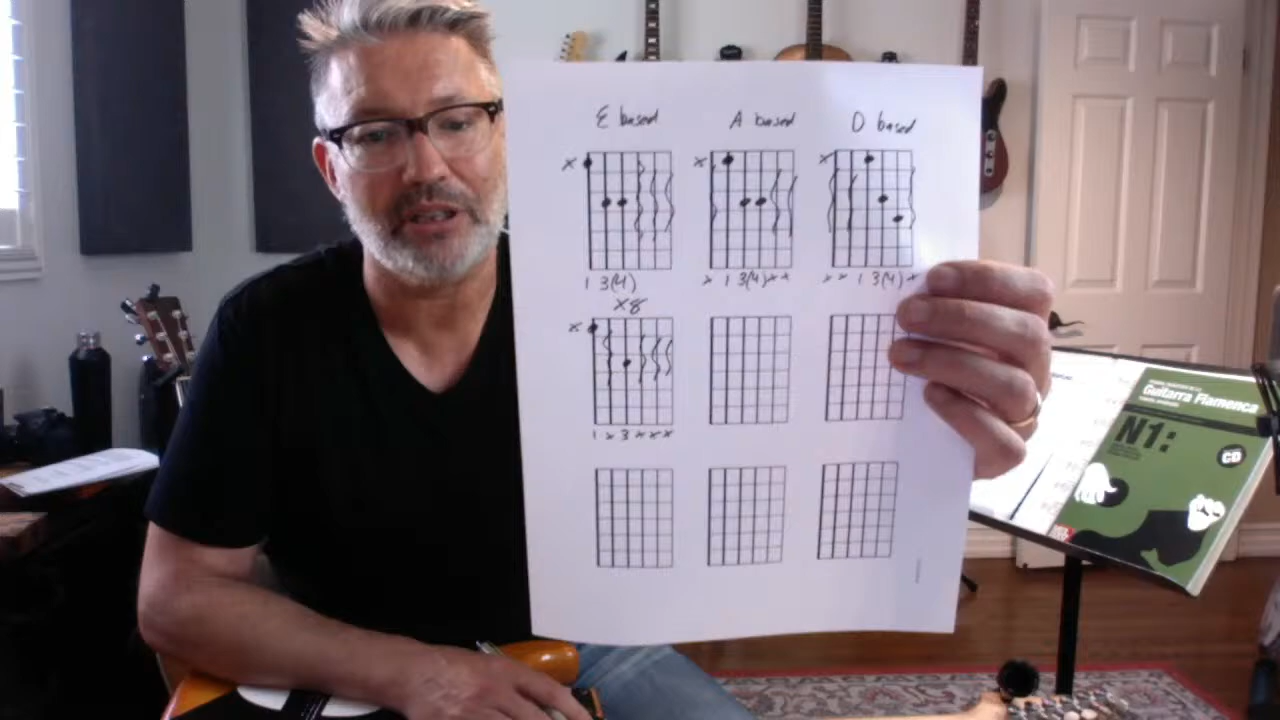 E based A based D based
x x x
1 3(4) x 1 3(4) x x x x 1 3(4) x
x8
x
1 x 3 x x x
Guitarra Flamenca
N1:
CD